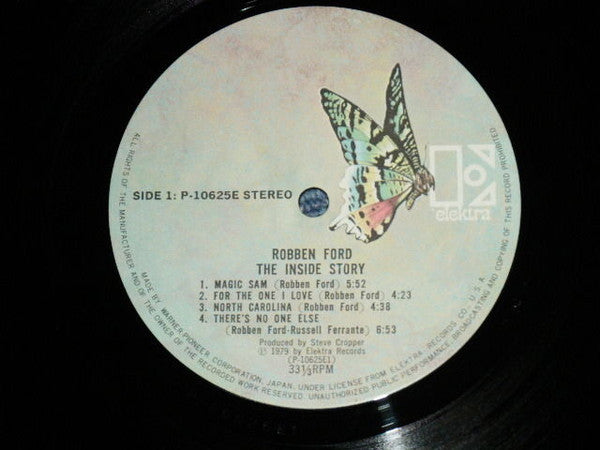 SIDE 1: P-10625E STEREO
elektra
ROBBEN FORD
THE INSIDE STORY
1. MAGIC SAM (Robben Ford) 5:52
2. FOR THE ONE I LOVE (Robben Ford) 4:23
3. NORTH CAROLINA (Robben Ford) 4:38
4. THERE'S NO ONE ELSE
(Robben Ford-Russell Ferrante) 6:53
Produced by Steve Cropper
Ⓟ 1979 by Elektra Records
(P-10625E1)
33⅓RPM
MADE BY WARNER-PIONEER CORPORATION, JAPAN, UNDER LICENSE FROM ELEKTRA RECORDS CO., U.S.A.
ALL RIGHTS OF THE MANUFACTURER AND OF THE OWNER OF THE RECORDED WORK RESERVED. UNAUTHORIZED PUBLIC PERFORMANCE, BROADCASTING AND COPYING OF THIS RECORD PROHIBITED.